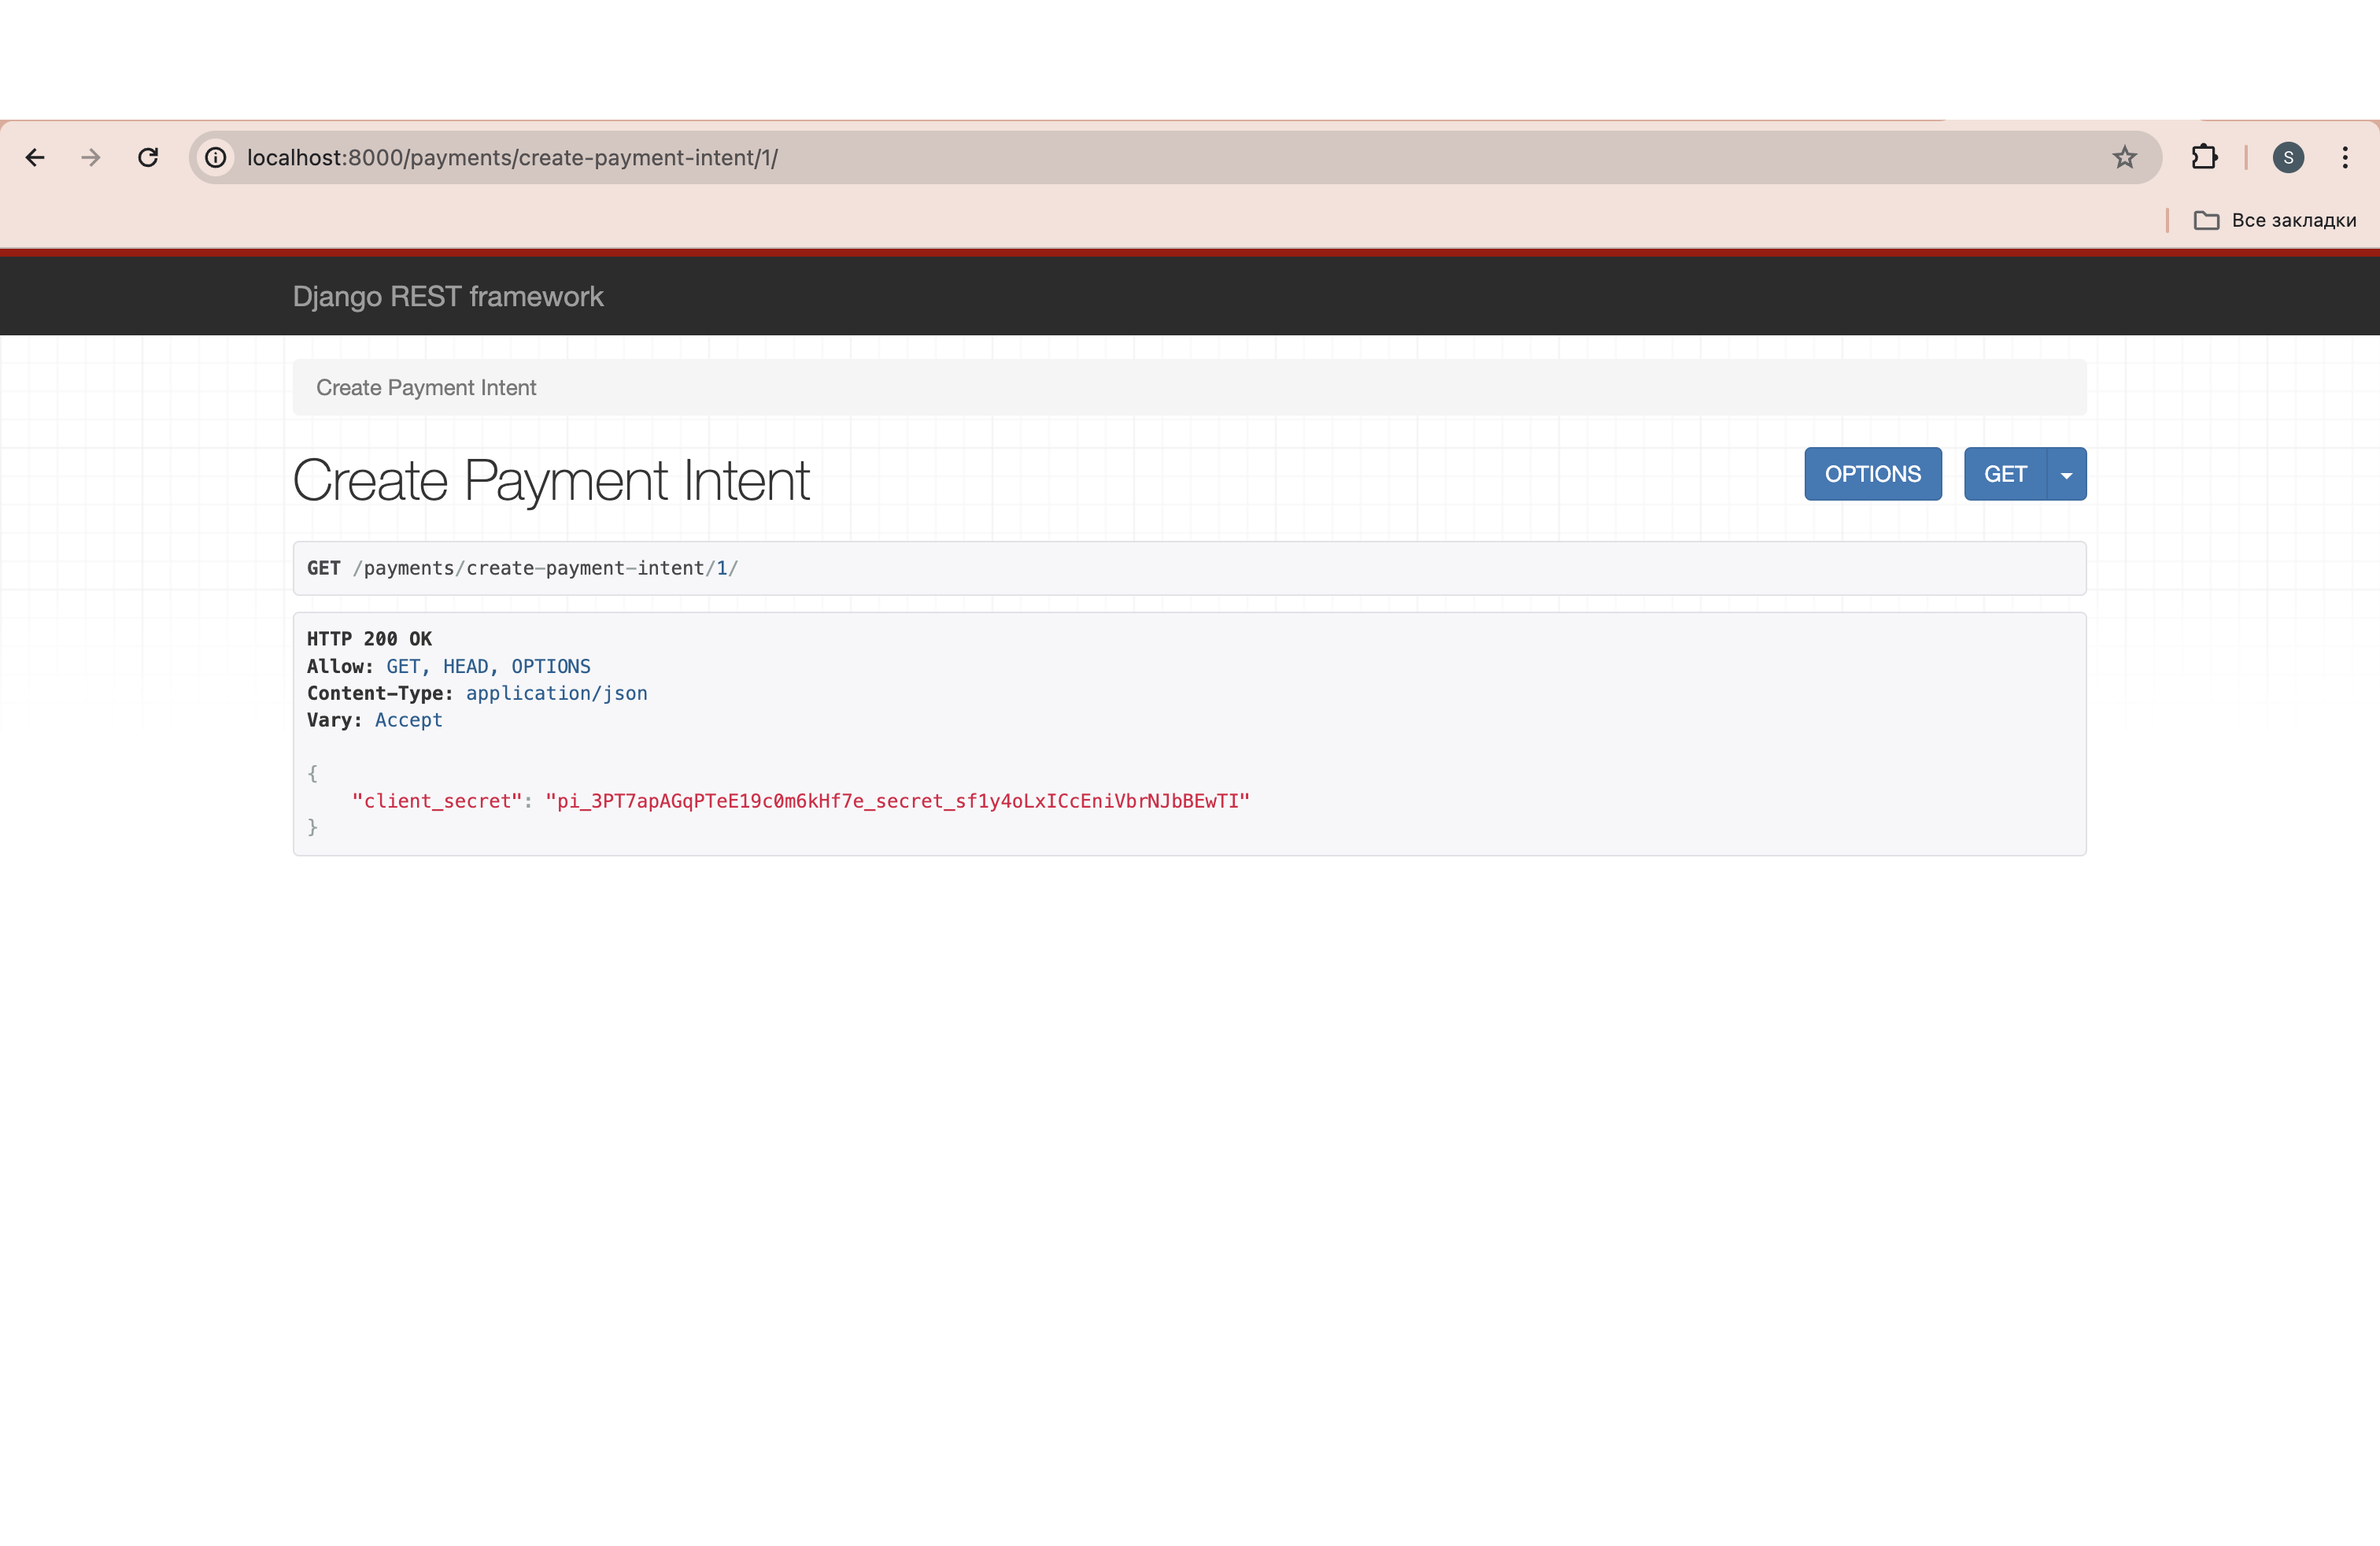 localhost:8000/payments/create-payment-intent/1/
S
Все закладки
Django REST framework
Create Payment Intent
Create Payment Intent
OPTIONS
GET
GET /payments/create-payment-intent/1/
HTTP 200 OK
Allow: GET, HEAD, OPTIONS
Content-Type: application/json
Vary: Accept
{
"client_secret": "pi_3PT7apAGqPTeE19c0m6kHf7e_secret_sf1y4oLxICcEniVbrNJbBEwTI"
}